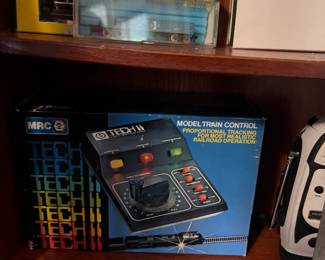 MRC
MODEL TRAIN CONTROL
PROPORTIONAL TRACKING
FOR MOST REALISTIC
RAILROAD OPERATION
TECH II
TECH
TECH
TECH
TECH
TECH
TECH II